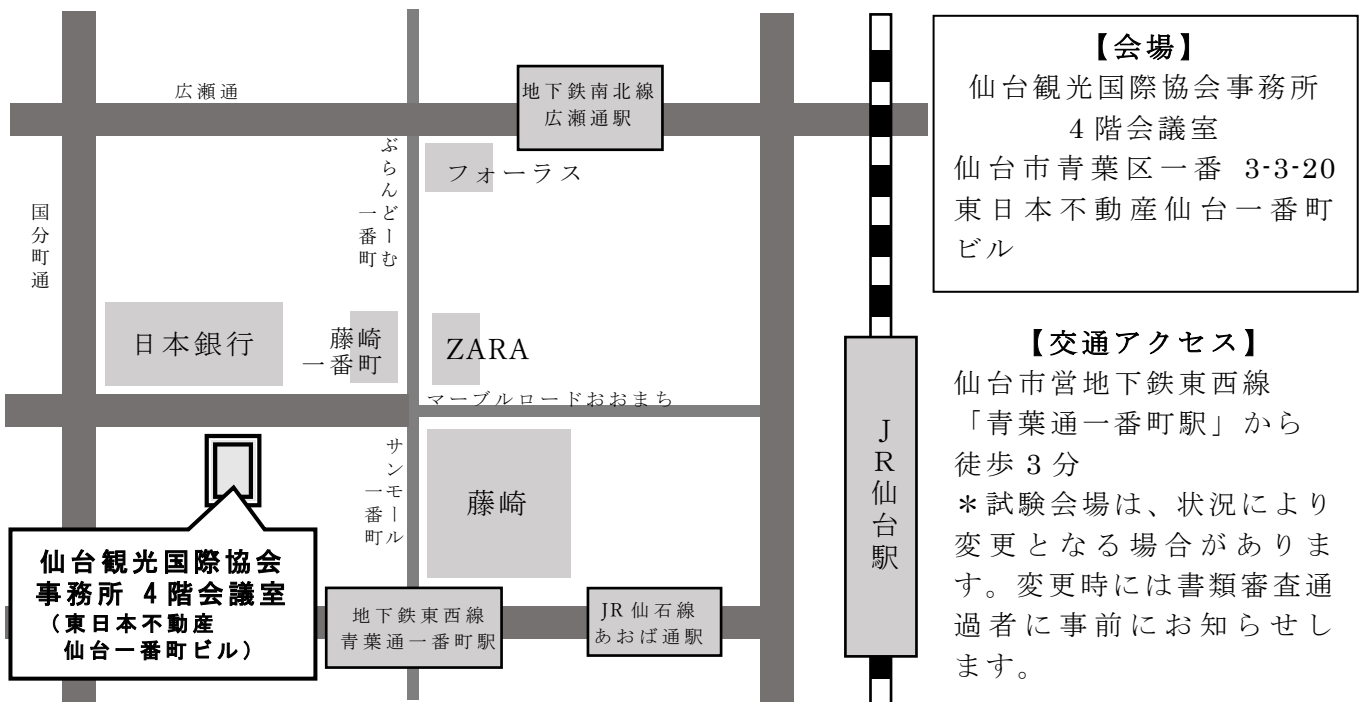 広瀬通
地下鉄南北線
広瀬通駅
ぶらんどーむ
一番町
フォーラス
国分町通
日本銀行
藤崎
一番町
ZARA
マーブルロードおおまち
サンモール
一番町
藤崎
仙台観光国際協会
事務所 4階会議室
(東日本不動産
仙台一番町ビル)
地下鉄東西線
青葉通一番町駅
JR仙石線
あおば通駅
JR仙台駅
【会場】
仙台観光国際協会事務所
4階会議室
仙台市青葉区一番 3-3-20
東日本不動産仙台一番町
ビル
【交通アクセス】
仙台市営地下鉄東西線
「青葉通一番町駅」から
徒歩3分
*試験会場は、状況により
変更となる場合がありま
す。変更時には書類審査通
過者に事前にお知らせし
ます。